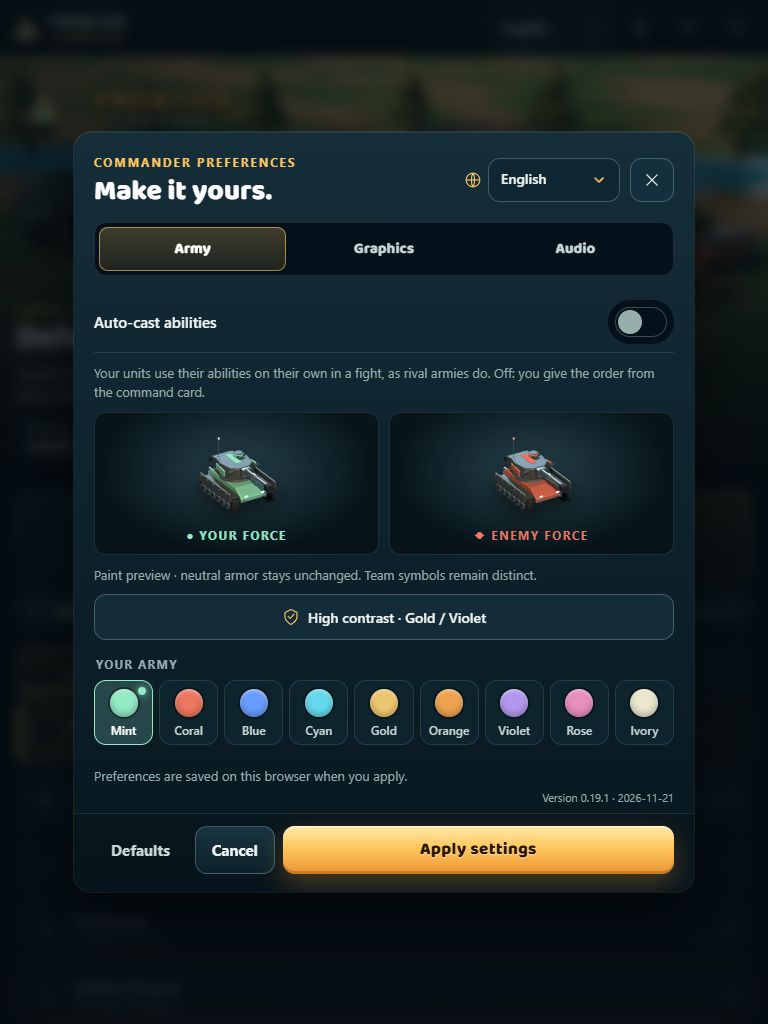 COMMANDER PREFERENCES
Make it yours.
English
Army
Graphics
Audio
Auto-cast abilities
Your units use their abilities on their own in a fight, as rival armies do. Off: you give the order from
the command card.
YOUR FORCE
ENEMY FORCE
Paint preview · neutral armor stays unchanged. Team symbols remain distinct.
High contrast · Gold / Violet
YOUR ARMY
Mint
Coral
Blue
Cyan
Gold
Orange
Violet
Rose
Ivory
Preferences are saved on this browser when you apply.
Version 0.19.1 · 2026-11-21
Defaults
Cancel
Apply settings